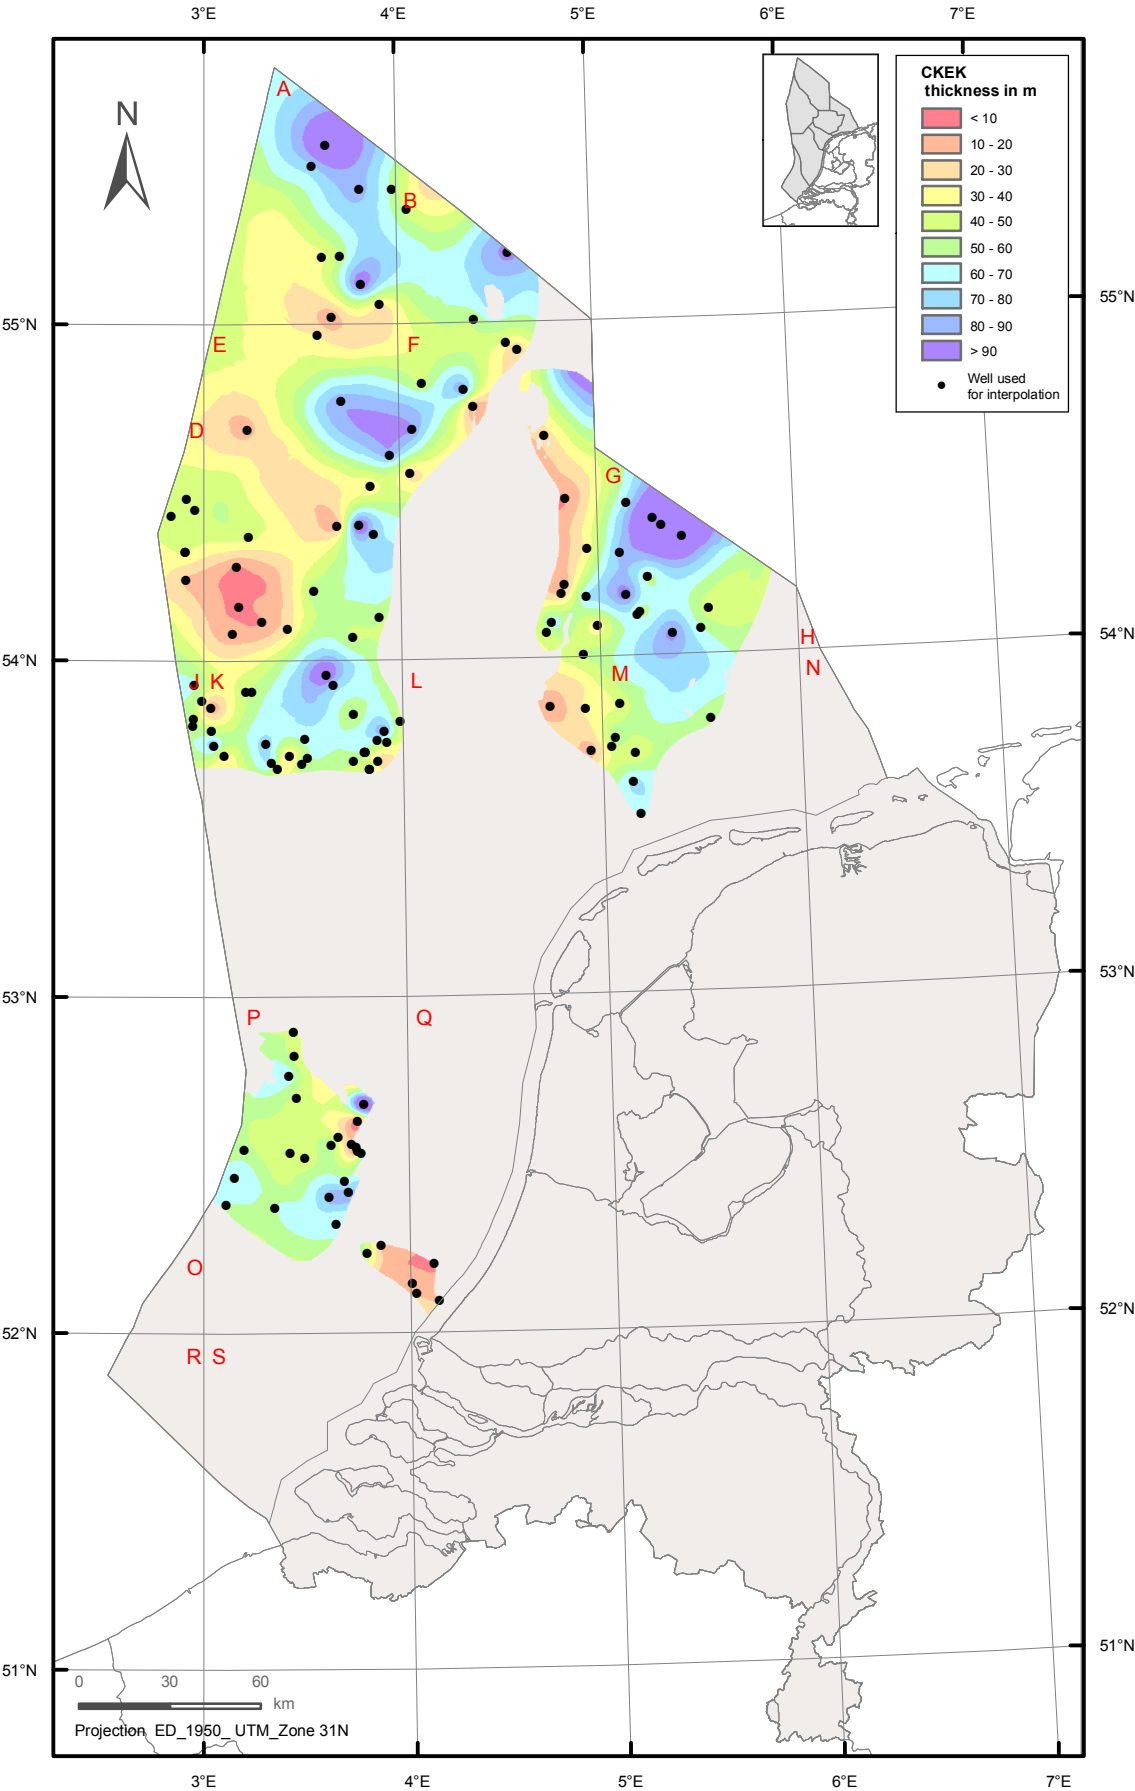 3°E 4°E 5°E 6°E 7°E
N
CKEK
thickness in m
< 10
10 - 20
20 - 30
30 - 40
40 - 50
50 - 60
60 - 70
70 - 80
80 - 90
> 90
Well used
for interpolation
A
B
55°N 55°N
E F
D
G
54°N 54°N
H
J K L M N
53°N 53°N
P Q
O
52°N 52°N
R S
51°N 51°N
0 30 60
km
Projection ED_1950_ UTM_Zone 31N
3°E 4°E 5°E 6°E 7°E